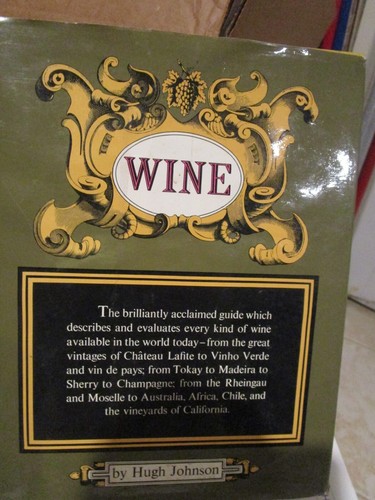 WINE
The brilliantly acclaimed guide which
describes and evaluates every kind of wine
available in the world today–from the great
vintages of Château Lafite to Vinho Verde
and vin de pays; from Tokay to Madeira to
Sherry to Champagne; from the Rheingau
and Moselle to Australia, Africa, Chile, and
the vineyards of California.
by Hugh Johnson